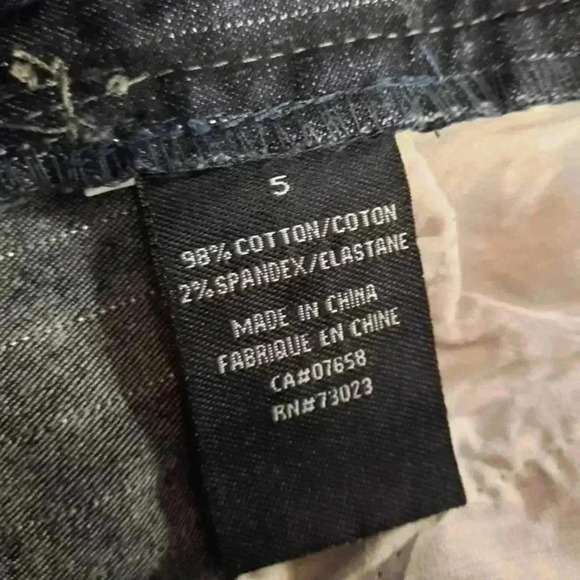 5
98% COTTON/COTON
2% SPANDEX/ELASTANE
MADE IN CHINA
FABRIQUE EN CHINE
CA#07658
RN#73023